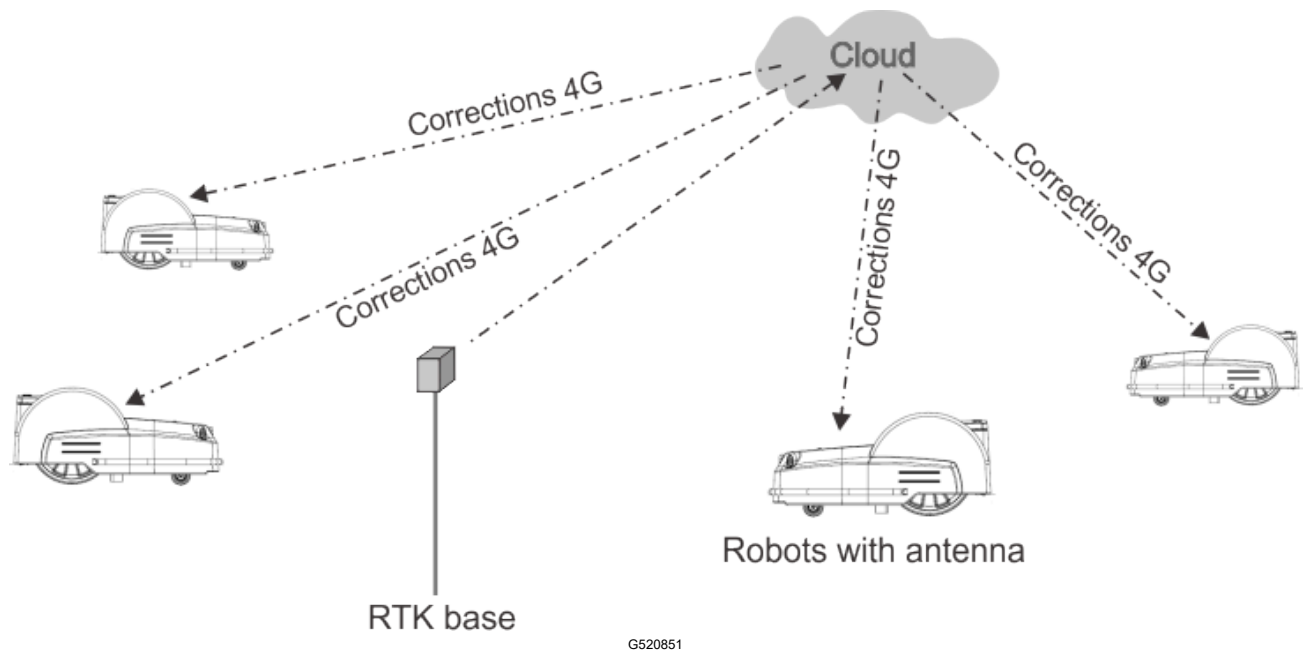 Cloud
Corrections 4G
Corrections 4G
Corrections 4G
Corrections 4G
Robots with antenna
RTK base
G520851